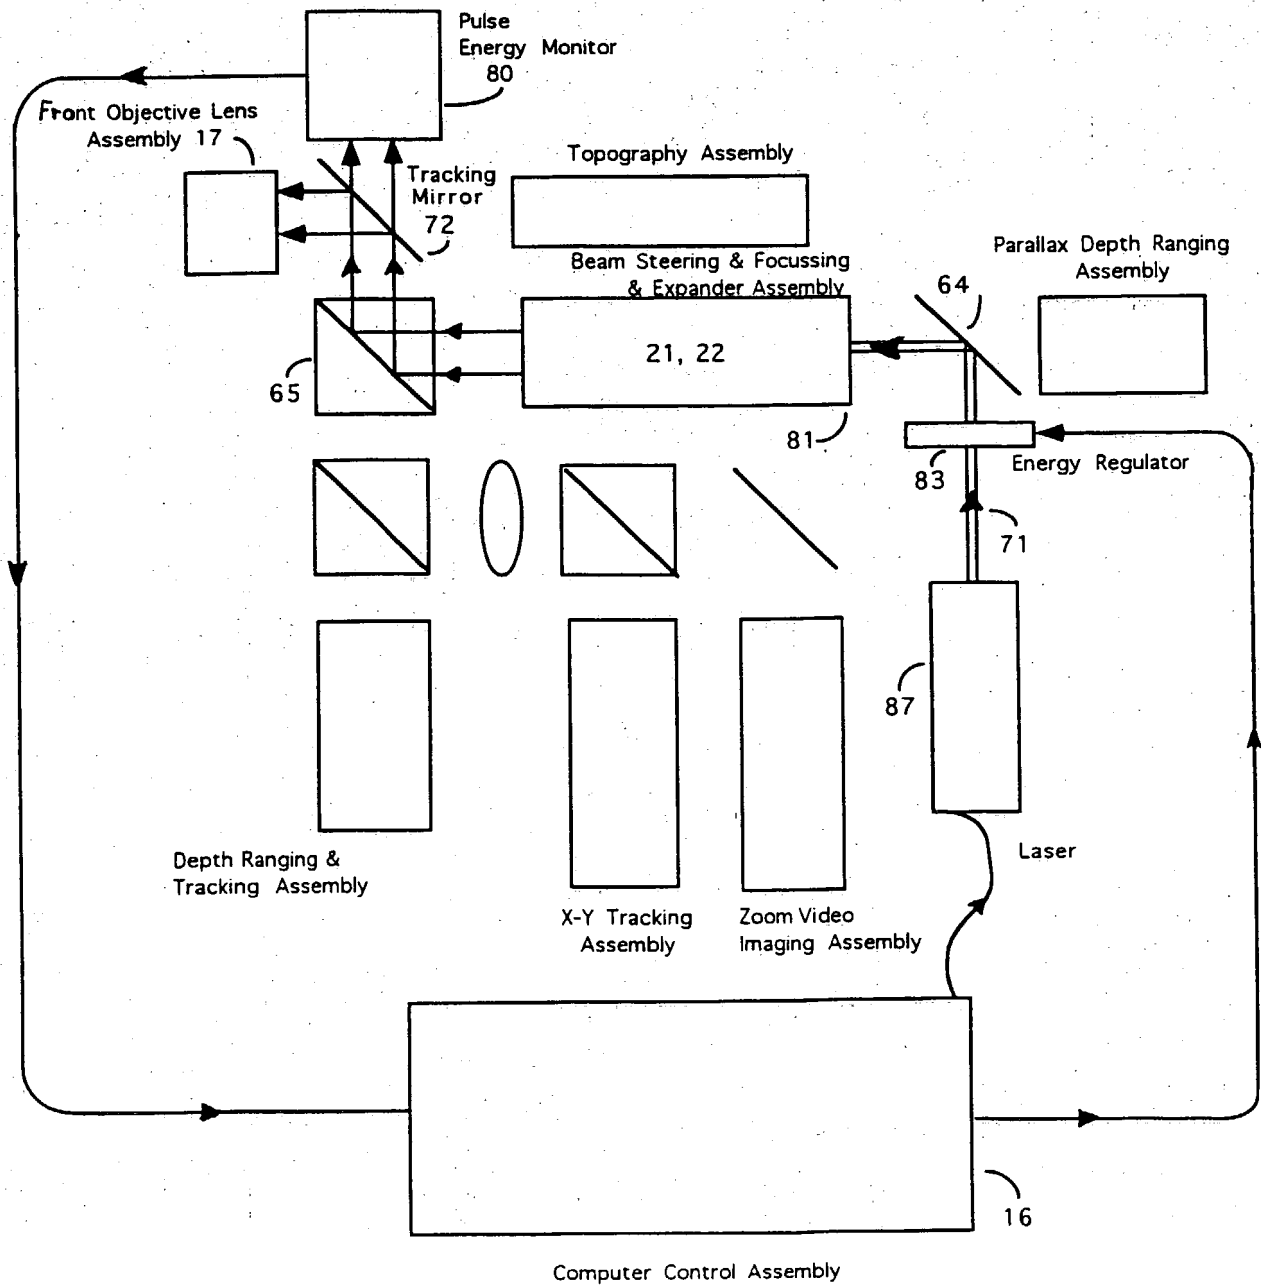 Pulse
Energy Monitor
80
Front Objective Lens
Assembly 17
Tracking
Mirror
72
Topography Assembly
Beam Steering & Focussing
& Expander Assembly
Parallax Depth Ranging
Assembly
64
21, 22
65
81
83
Energy Regulator
71
87
Laser
Depth Ranging &
Tracking Assembly
X-Y Tracking
Assembly
Zoom Video
Imaging Assembly
16
Computer Control Assembly